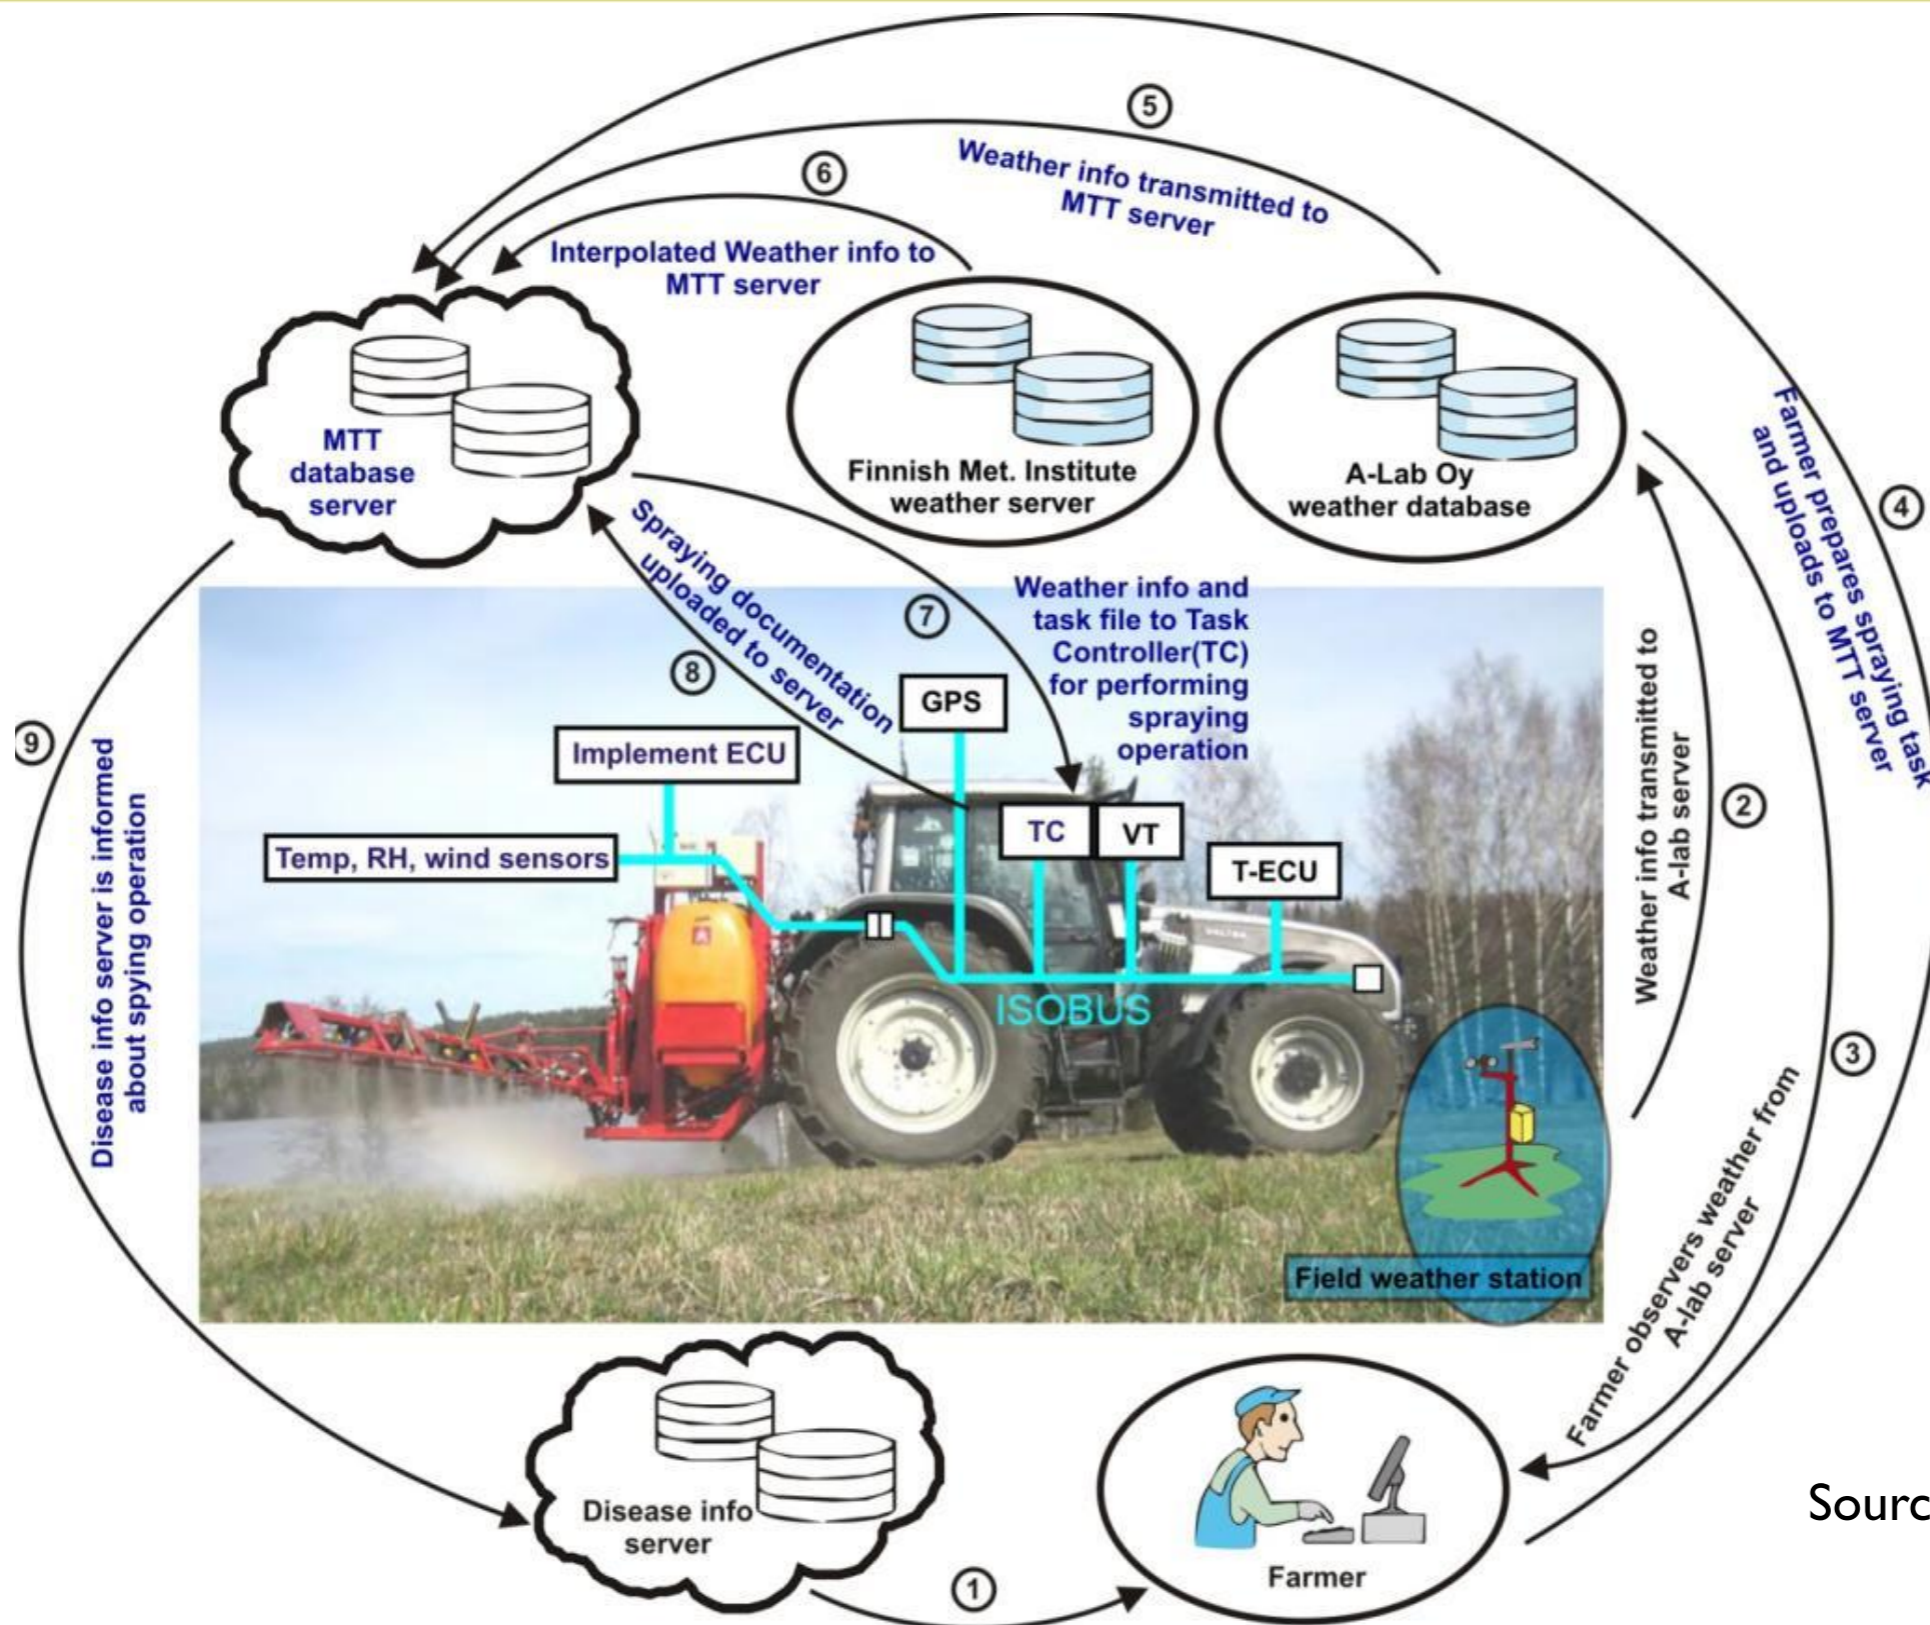 5
Weather info transmitted to
MTT server
6
Interpolated Weather info to
MTT server
MTT
database
server
Finnish Met. Institute
weather server
A-Lab Oy
weather database
4
Farmer prepares spraying task
and uploads to MTT server
Spraying documentation
uploaded to server
7
Weather info and
task file to Task
Controller(TC)
for performing
spraying
operation
8
GPS
9
Disease info server is informed
about spying operation
Implement ECU
Temp, RH, wind sensors
TC
VT
T-ECU
ISOBUS
A
VALTRA
Weather info transmitted to
A-lab server
2
3
Farmer observers weather from
A-lab server
Field weather station
Disease info
server
Farmer
1
Sourc